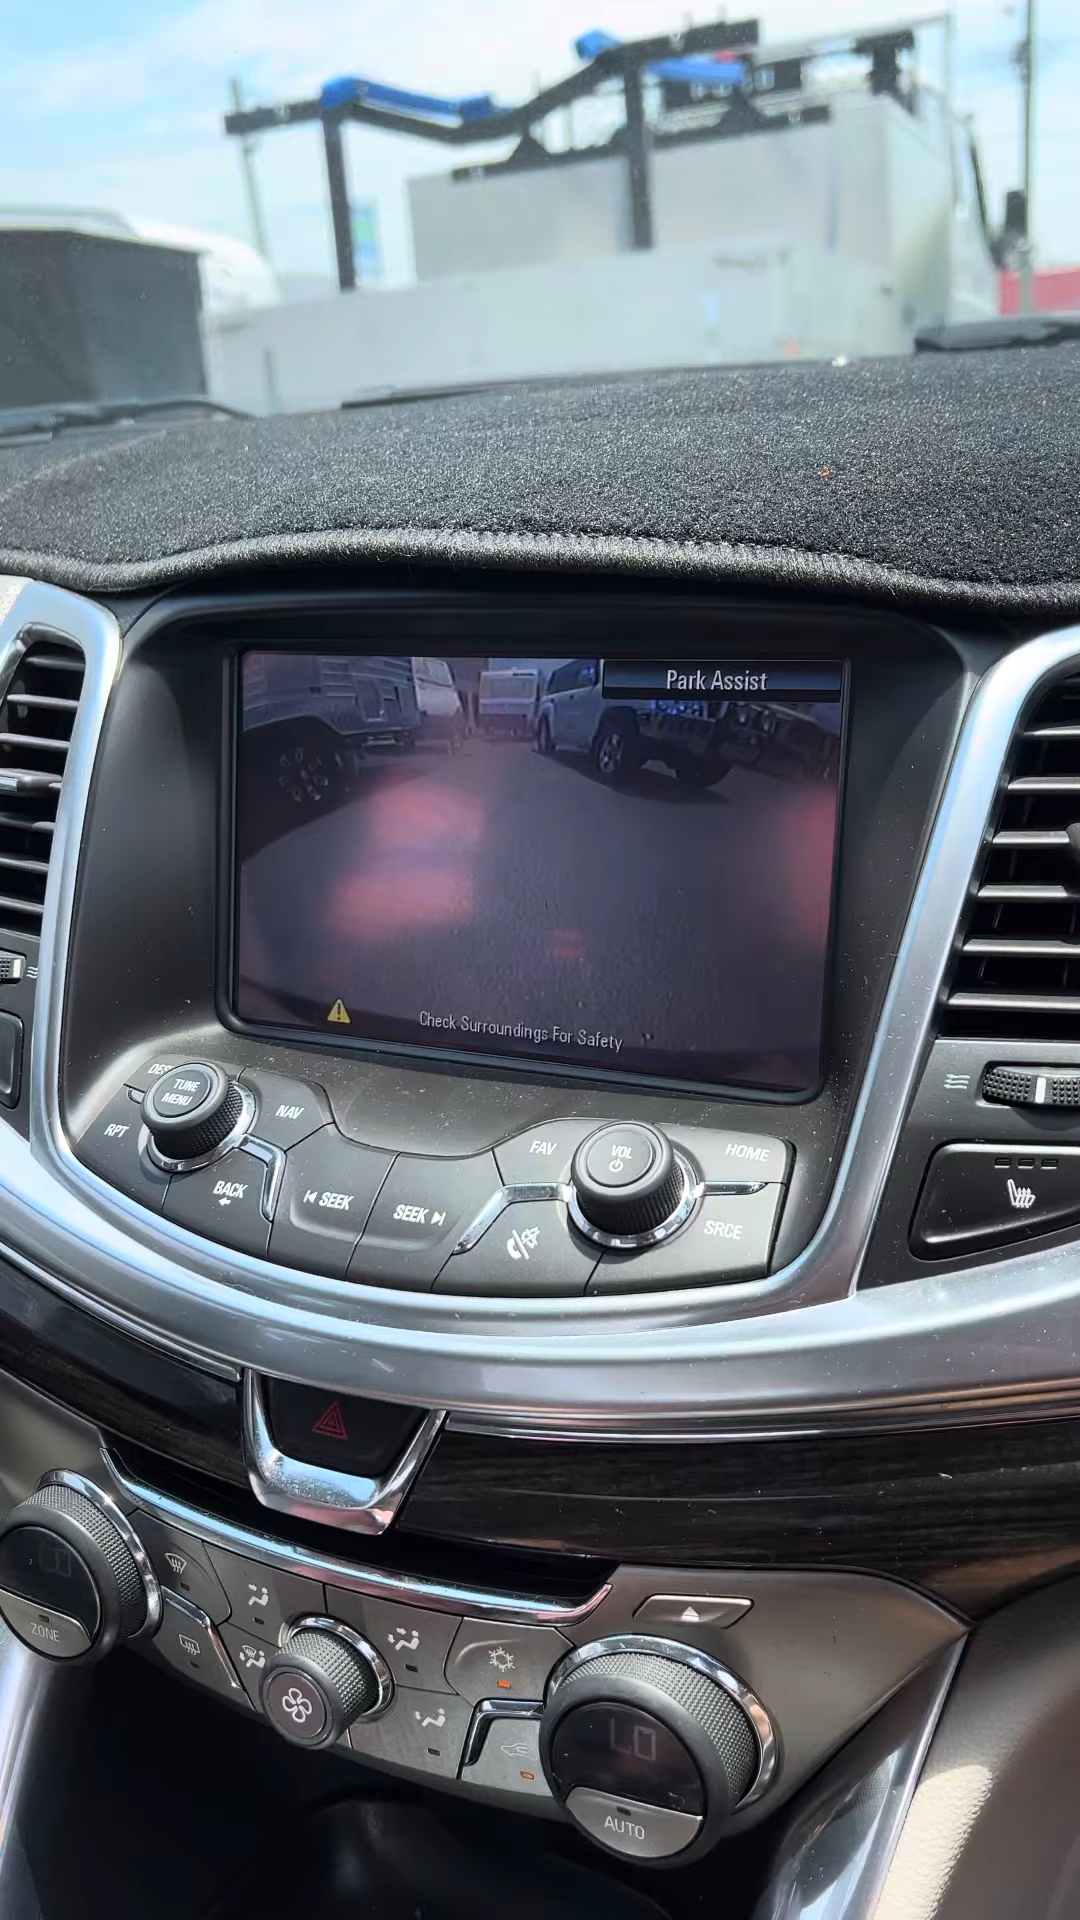 Park Assist
Check Surroundings For Safety
TUNE
MENU
NAV
RPT
BACK
SEEK
SEEK
FAV
VOL
HOME
SRCE
ZONE
LO
AUTO